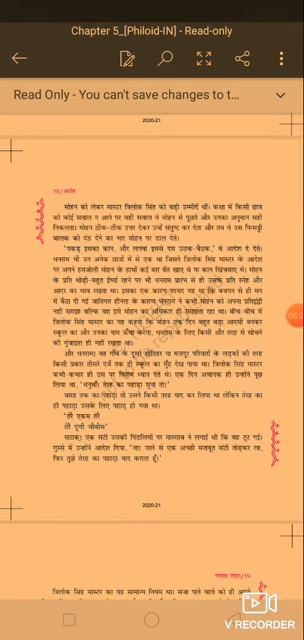 Chapter 5_[Philoid-IN] - Read-only
Read Only - You can't save changes to t...
2020-21
58/आरोह
मोहन को लेकर मास्टर त्रिलोक सिंह को बड़ी उम्मीदें थीं। कक्षा में किसी छात्र
को कोई सवाल न आने पर वही सवाल वे मोहन से पूछते और उनका अनुमान सही
निकलता। मोहन ठीक-ठीक उत्तर देकर उन्हें संतुष्ट कर देता और तब वे उस फिसड्डी
बालक को दंड देने का भार मोहन पर डाल देते।
'पकड़ इसका कान, और लगवा इससे दस उठक-बैठक,' वे आदेश दे देते।
धनराम भी उन अनेक छात्रों में से एक था जिसने त्रिलोक सिंह मास्टर के आदेश
पर अपने हमजोली मोहन के हाथों कई बार बेंत खाए थे या कान खिंचवाए थे। मोहन
के प्रति थोड़ी-बहुत ईर्ष्या रहने पर भी धनराम प्रारंभ से ही उसके प्रति स्नेह और
आदर का भाव रखता था। इसका एक कारण शायद यह था कि बचपन से ही मन
में बैठा दी गई जातिगत हीनता के कारण धनराम ने कभी मोहन को अपना प्रतिद्वंद्वी
नहीं समझा बल्कि वह इसे मोहन का अधिकार ही समझता रहा था। बीच-बीच में
त्रिलोक सिंह मास्टर का यह कहना कि मोहन एक दिन बहुत बड़ा आदमी बनकर
स्कूल का और उनका नाम ऊँचा करेगा, धनराम के लिए किसी और तरह से सोचने
की गुंजाइश ही नहीं रखता था।
और धनराम! वह गाँव के दूसरे खेतिहर या मज़दूर परिवारों के लड़कों की तरह
किसी प्रकार तीसरे दर्जे तक ही स्कूल का मुँह देख पाया था। त्रिलोक सिंह मास्टर
कभी-कभार ही उस पर विशेष ध्यान देते थे। एक दिन अचानक ही उन्होंने पूछ
लिया था, 'धनुवाँ! तेरह का पहाड़ा सुना तो!'
बारह तक का पहाड़ा तो उसने किसी तरह याद कर लिया था लेकिन तेरह का
ही पहाड़ा उसके लिए पहाड़ हो गया था।
'तेरै एकम तेरै
तेरै दूणी चौबीस'
सटाक्! एक संटी उसकी पिंडलियों पर मास्साब ने लगाई थी कि वह टूट गई।
गुस्से में उन्होंने आदेश दिया, 'जा! नाले से एक अच्छी मजबूत संटी तोड़कर ला,
फिर तुझे तेरह का पहाड़ा याद कराता हूँ।'
2020-21
गलता लोहा/59
त्रिलोक सिंह मास्टर का यह सामान्य नियम था। सजा पाने वाले को ही अपने
V RECORDER